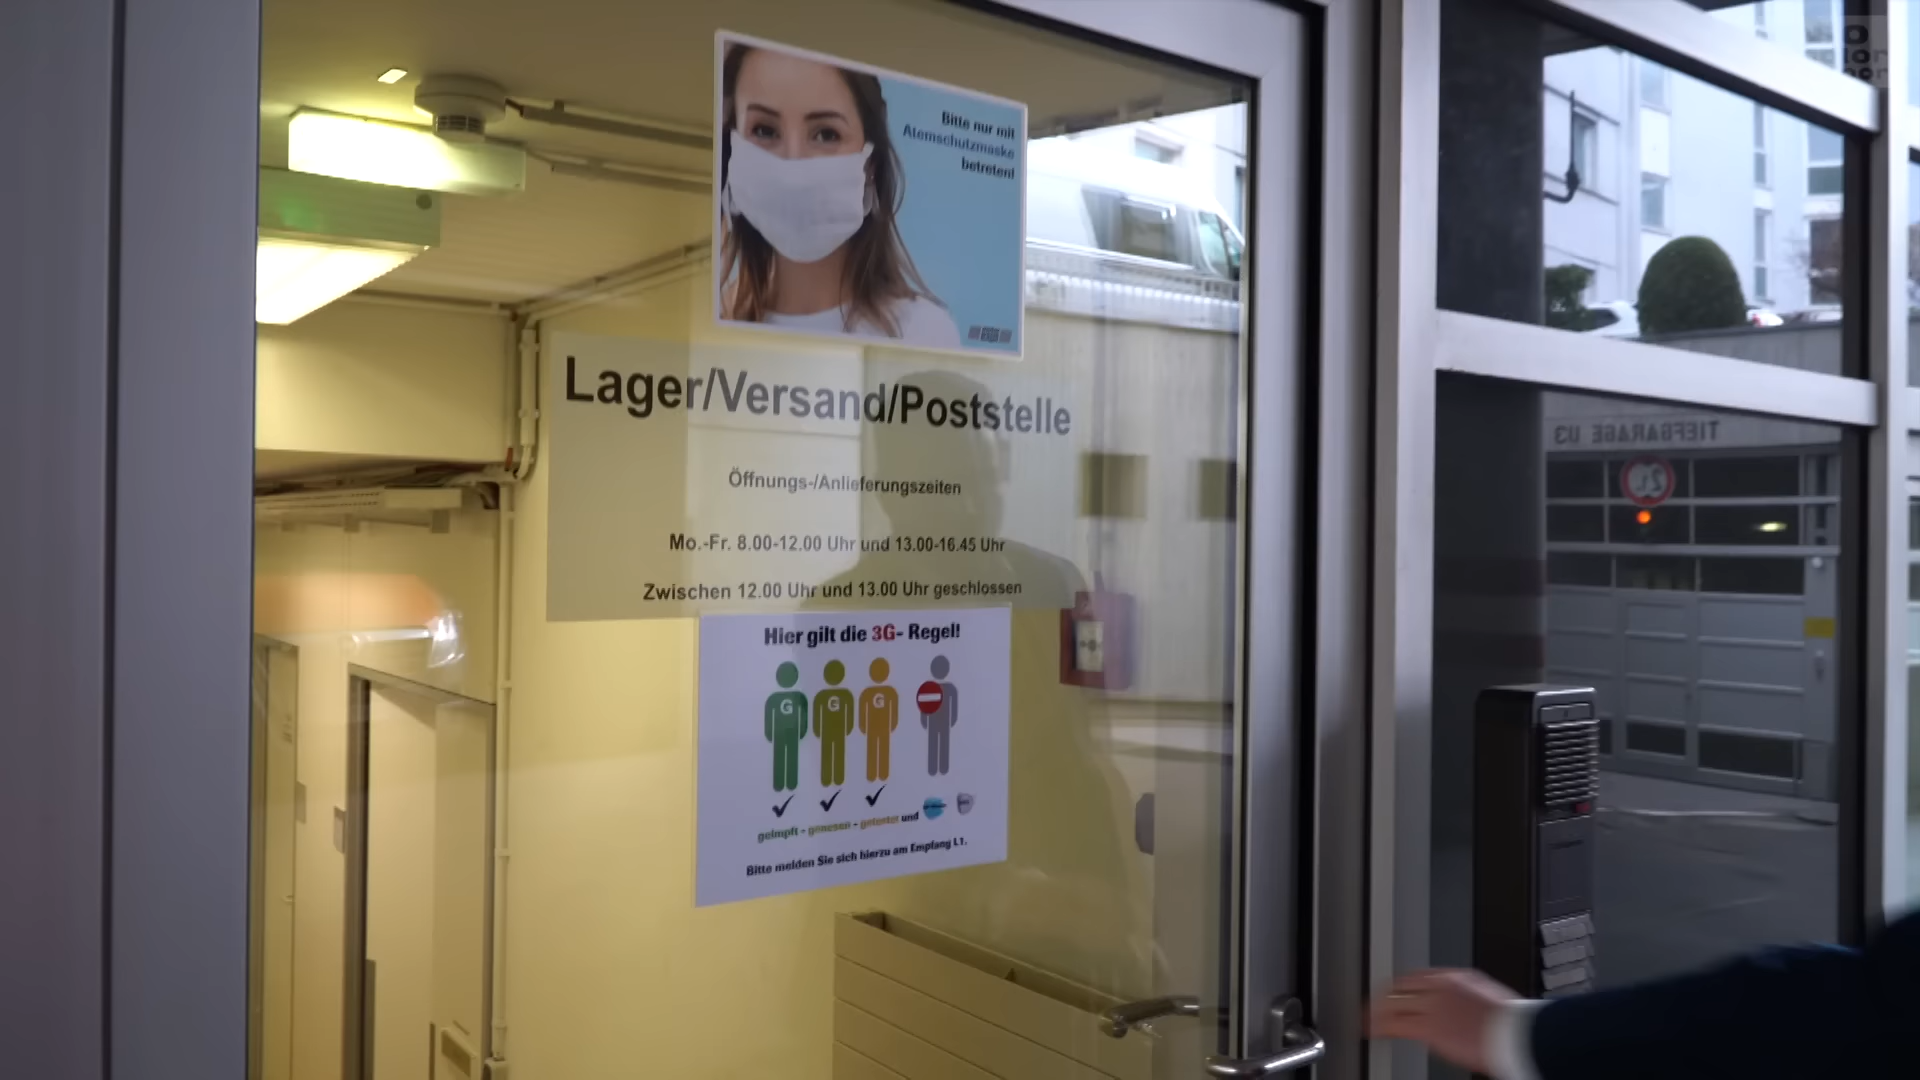 Bitte nur mit
Atemschutzmaske
betreten!
Lager/Versand/Poststelle
Öffnungs-/Anlieferungszeiten
Mo.-Fr. 8.00-12.00 Uhr und 13.00-16.45 Uhr
Zwischen 12.00 Uhr und 13.00 Uhr geschlossen
Hier gilt die 3G- Regel!
G G G
geimpft - genesen - getestet und
Bitte melden Sie sich hierzu am Empfang L1.
TIEFGARAGE U3